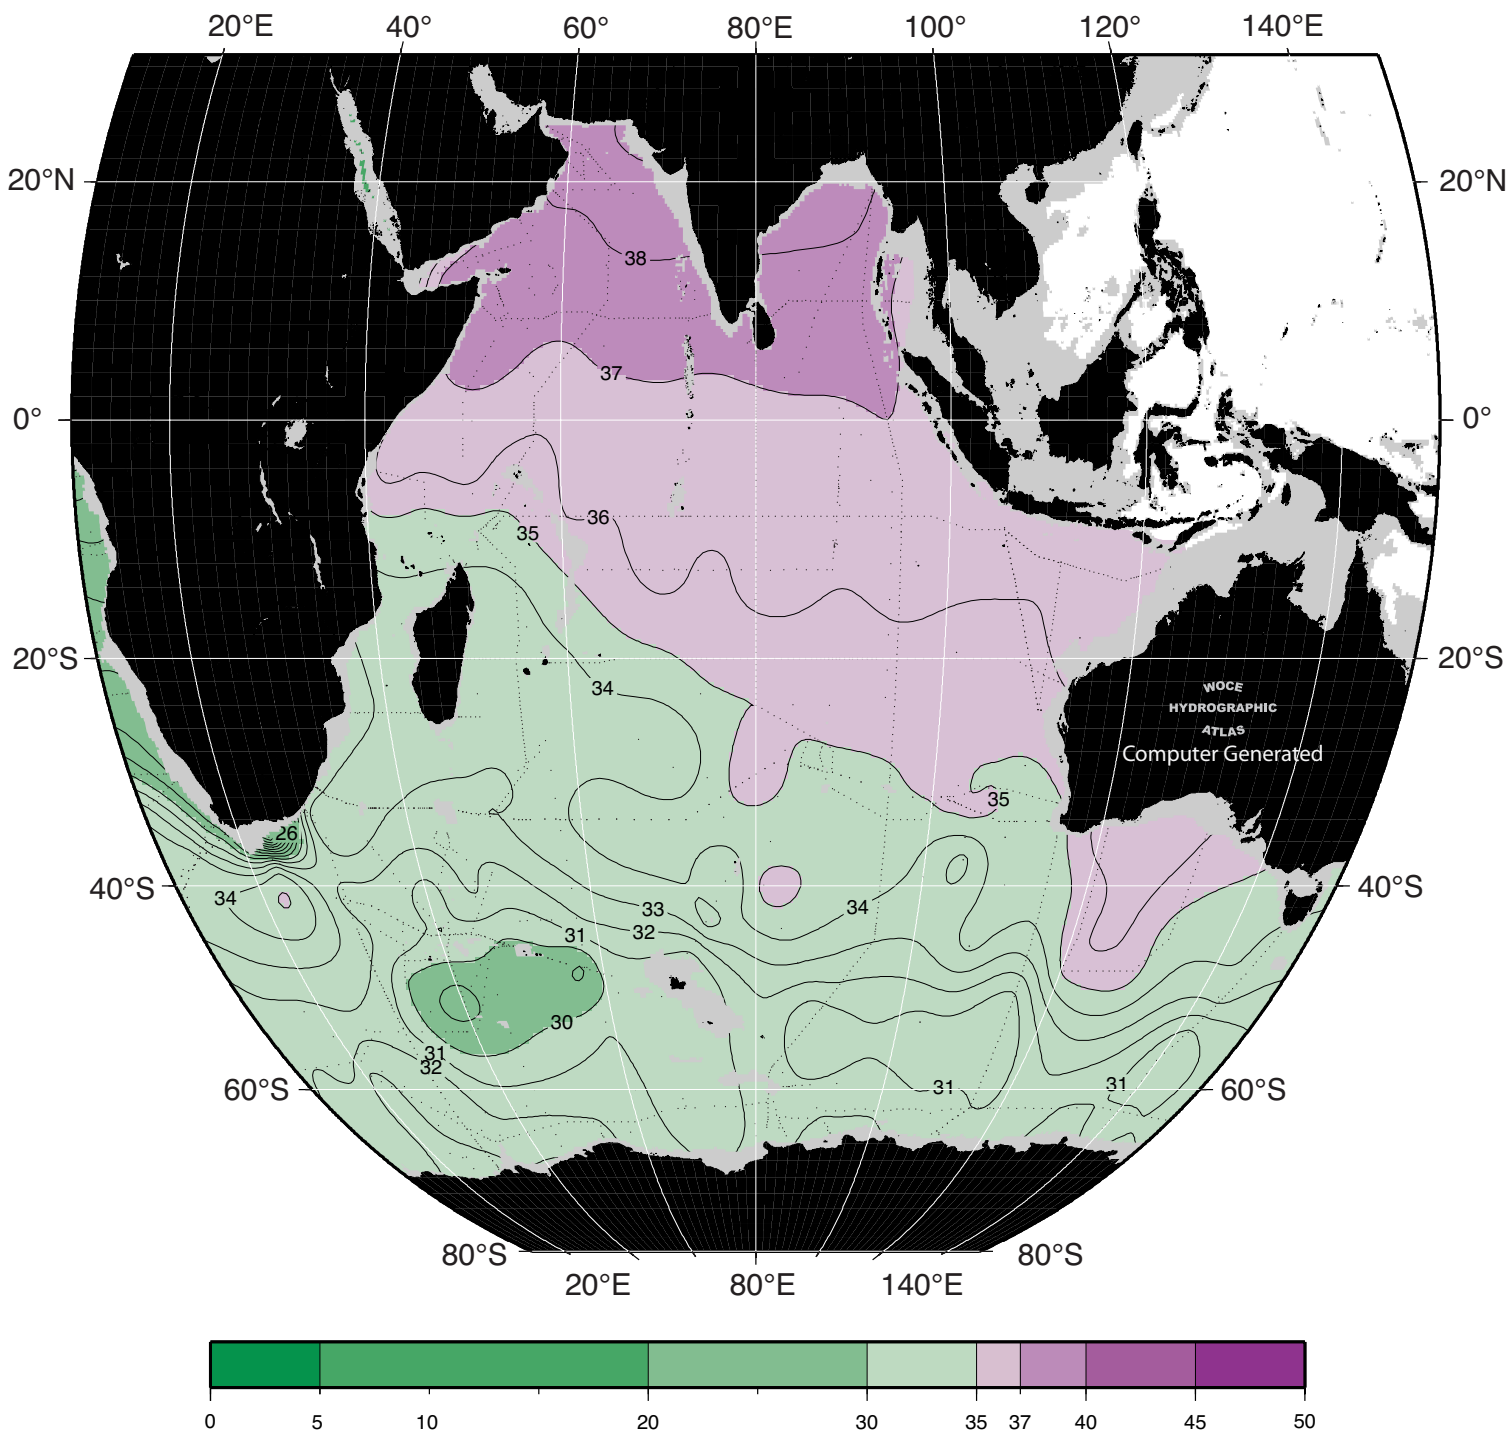 20°E 40° 60° 80°E 100° 120° 140°E
20°N 20°N
38
37
0° 0°
36
35
20°S 20°S
34
WOCE
HYDROGRAPHIC
ATLAS
Computer Generated
35
26
40°S 40°S
34 33 34
32
31
30
31
32
31 31
60°S 60°S
80°S 80°S
20°E 80°E 140°E
0 5 10 20 30 35 37 40 45 50